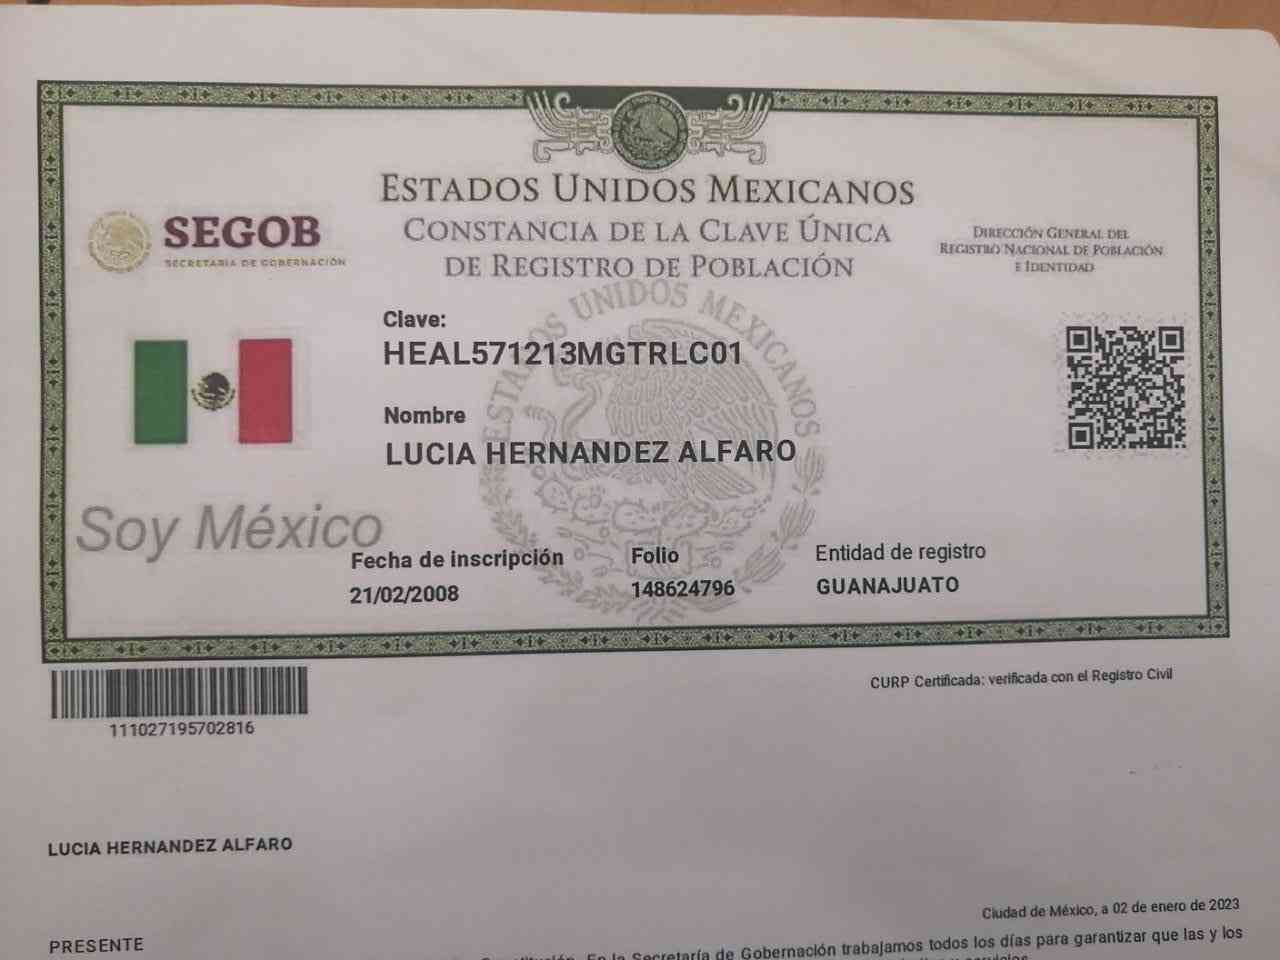 ESTADOS UNIDOS MEXICANOS
SEGOB
SECRETARÍA DE GOBERNACIÓN
CONSTANCIA DE LA CLAVE ÚNICA
DE REGISTRO DE POBLACIÓN
DIRECCIÓN GENERAL DEL
REGISTRO NACIONAL DE POBLACIÓN
E IDENTIDAD
ESTADOS UNIDOS MEXICANOS
Clave:
HEAL571213MGTRLC01
Nombre
LUCIA HERNANDEZ ALFARO
Soy México
Fecha de inscripción
21/02/2008
Folio
148624796
Entidad de registro
GUANAJUATO
111027195702816
CURP Certificada: verificada con el Registro Civil
LUCIA HERNANDEZ ALFARO
Ciudad de México, a 02 de enero de 2023
PRESENTE
En la Secretaría de Gobernación trabajamos todos los días para garantizar que las y los